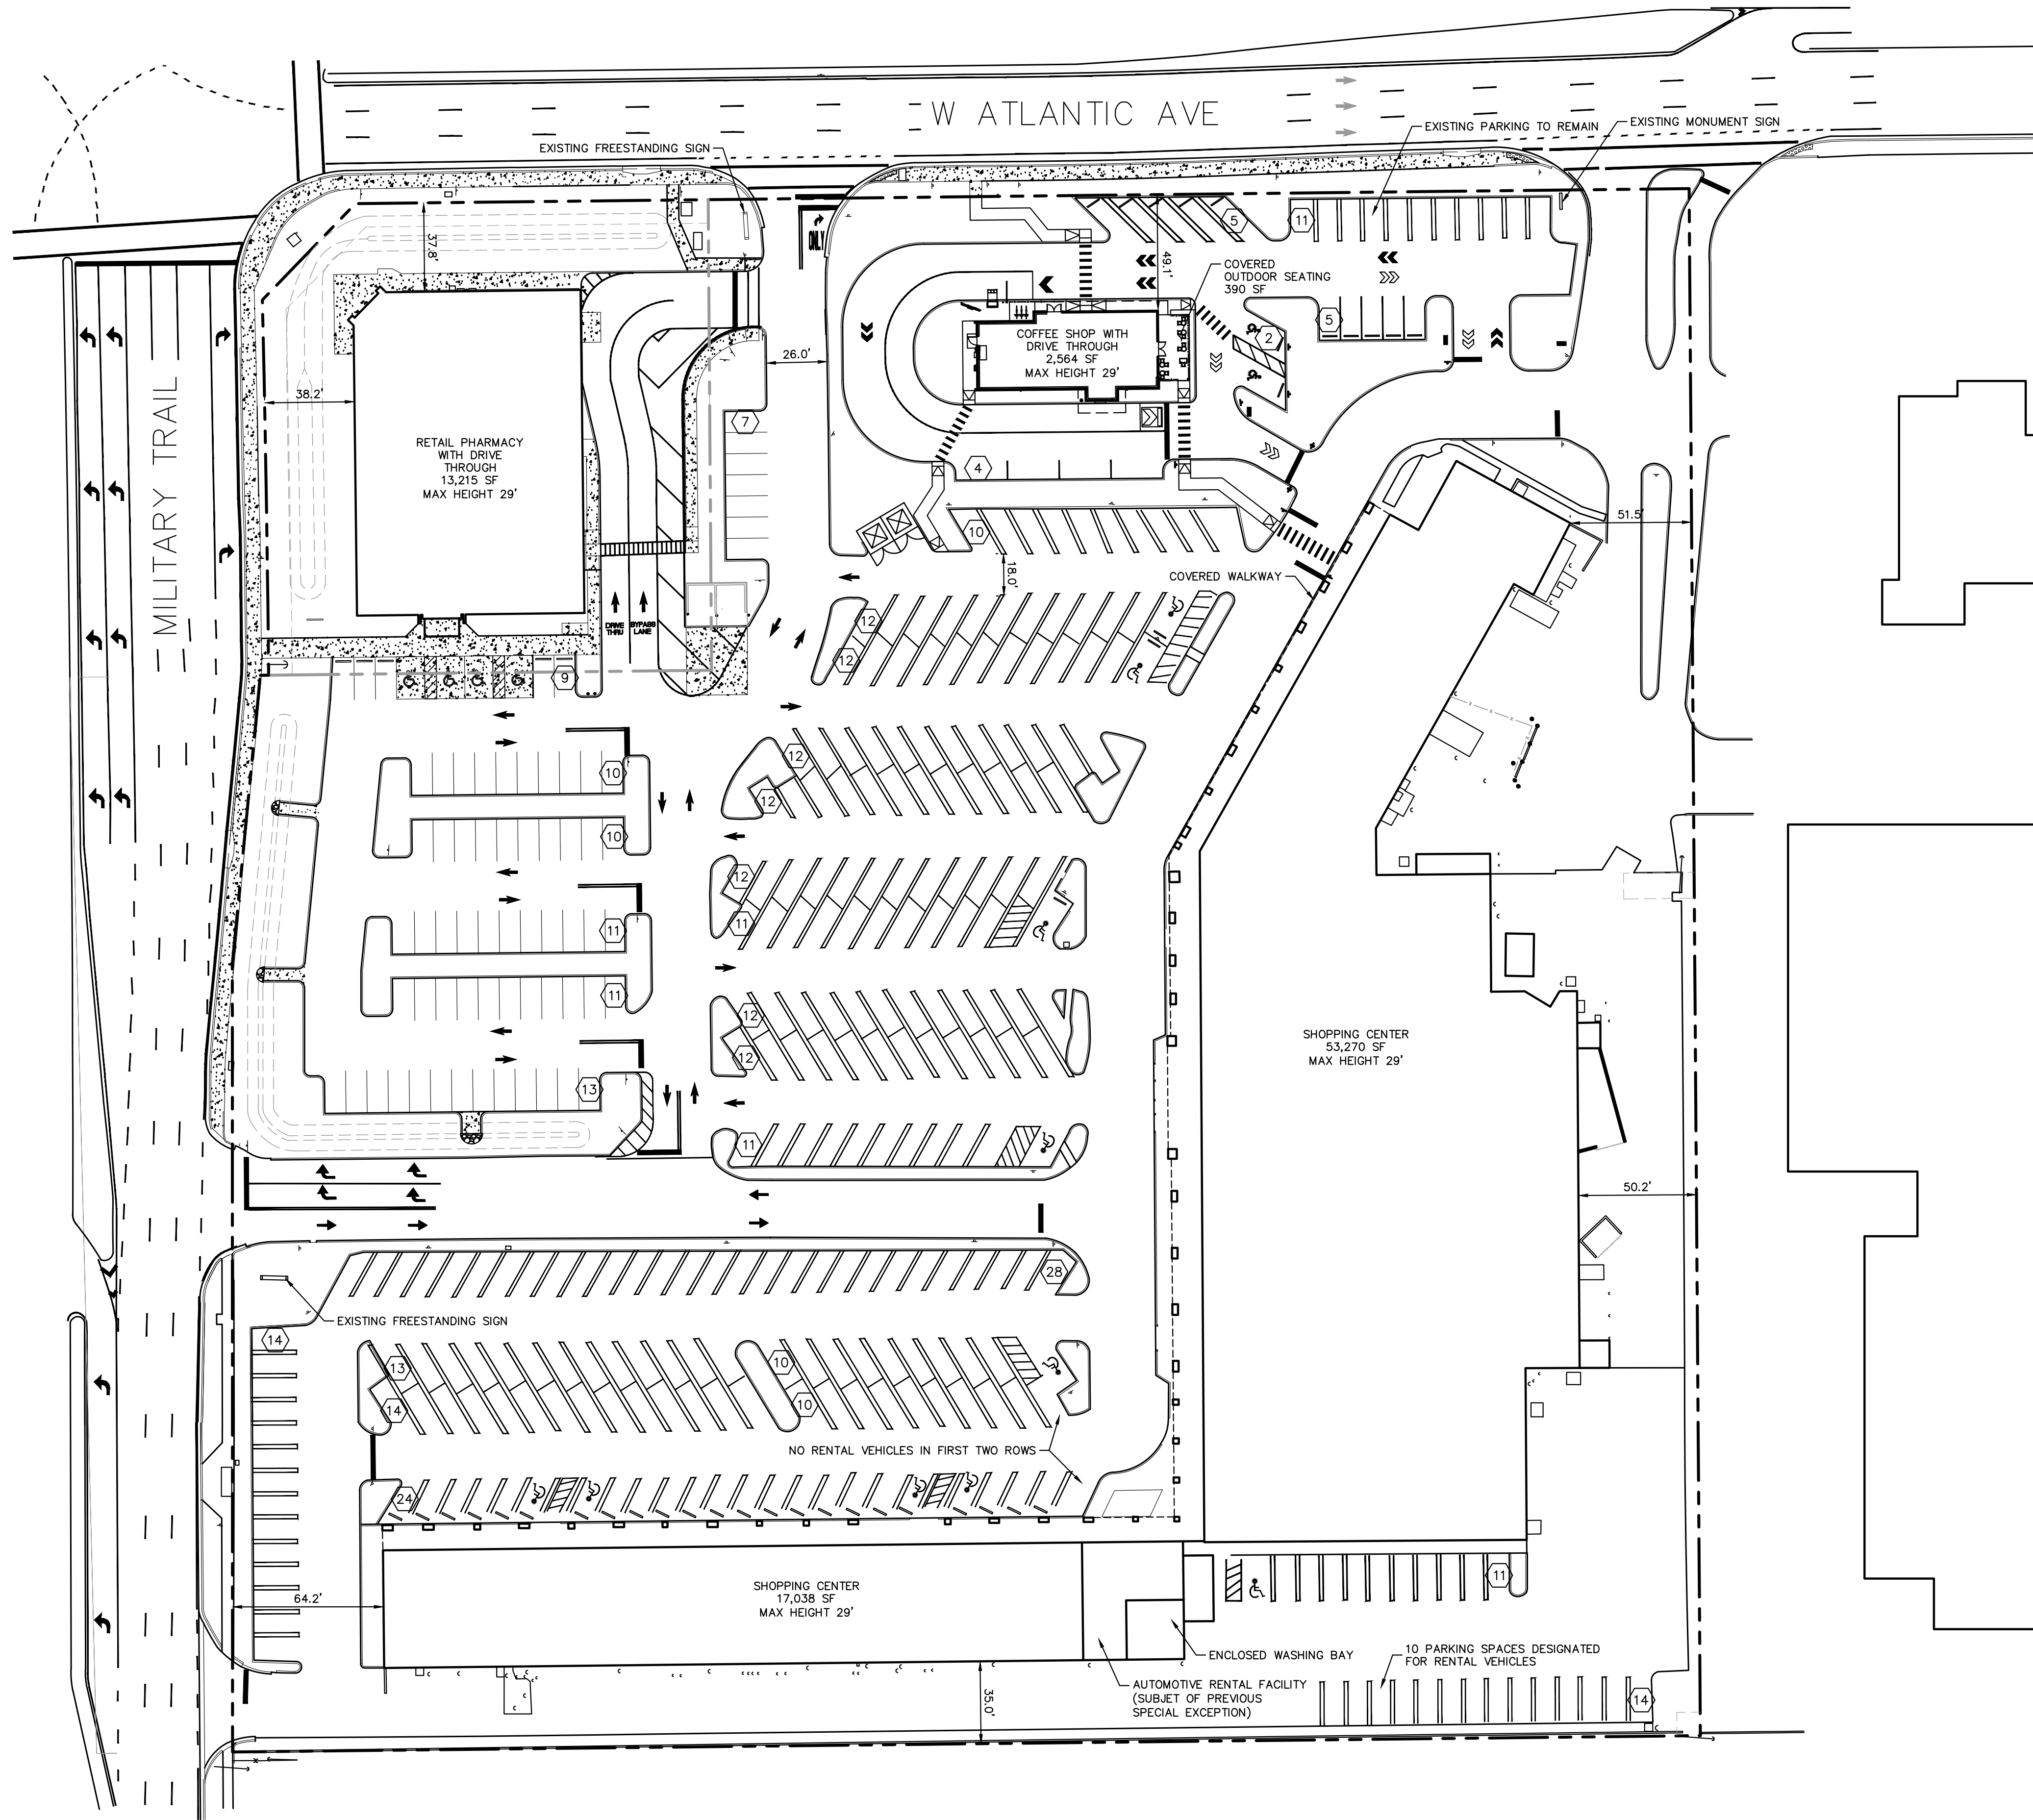 W ATLANTIC AVE
EXISTING PARKING TO REMAIN
EXISTING MONUMENT SIGN
EXISTING FREESTANDING SIGN
ONLY
5
11
37.8'
49.1'
COVERED
OUTDOOR SEATING
390 SF
5
2
COFFEE SHOP WITH
DRIVE THROUGH
2,564 SF
MAX HEIGHT 29'
26.0'
38.2'
7
MILITARY TRAIL
RETAIL PHARMACY
WITH DRIVE
THROUGH
13,215 SF
MAX HEIGHT 29'
4
10
51.5'
18.0'
COVERED WALKWAY
DRIVE
THRU
BYPASS
LANE
12
12
9
12
10
12
10
12
11
11
11
12
SHOPPING CENTER
53,270 SF
MAX HEIGHT 29'
12
13
11
50.2'
28
EXISTING FREESTANDING SIGN
14
13
10
14
10
NO RENTAL VEHICLES IN FIRST TWO ROWS
24
11
SHOPPING CENTER
17,038 SF
MAX HEIGHT 29'
64.2'
ENCLOSED WASHING BAY
10 PARKING SPACES DESIGNATED
FOR RENTAL VEHICLES
AUTOMOTIVE RENTAL FACILITY
(SUBJET OF PREVIOUS
SPECIAL EXCEPTION)
35.0'
14